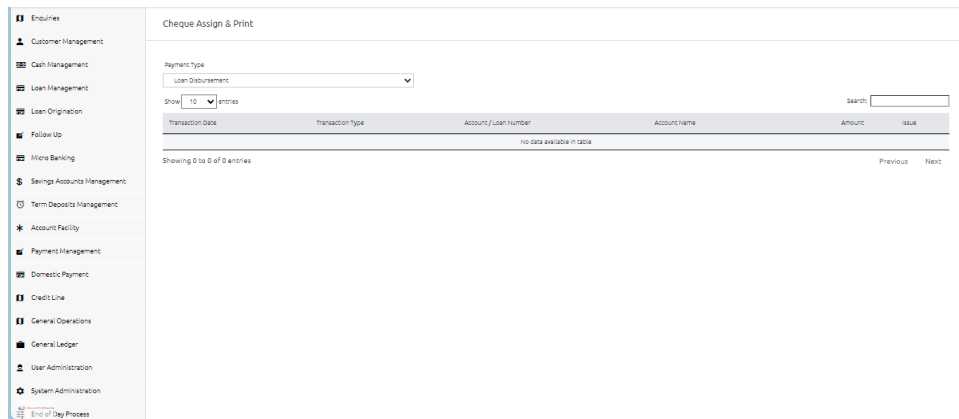 Enquiries
Customer Management
Cash Management
Loan Management
Loan Origination
Follow Up
Micro Banking
Savings Accounts Management
Term Deposits Management
Account Facility
Payment Management
Domestic Payment
Credit Line
General Operations
General Ledger
User Administration
System Administration
End of Day Process
Cheque Assign & Print
Payment Type
Loan Disbursement
Show 10 entries
Search:
Transaction Date Transaction Type Account / Loan Number Account Name Amount Issue
No data available in table
Showing 0 to 0 of 0 entries
Previous Next